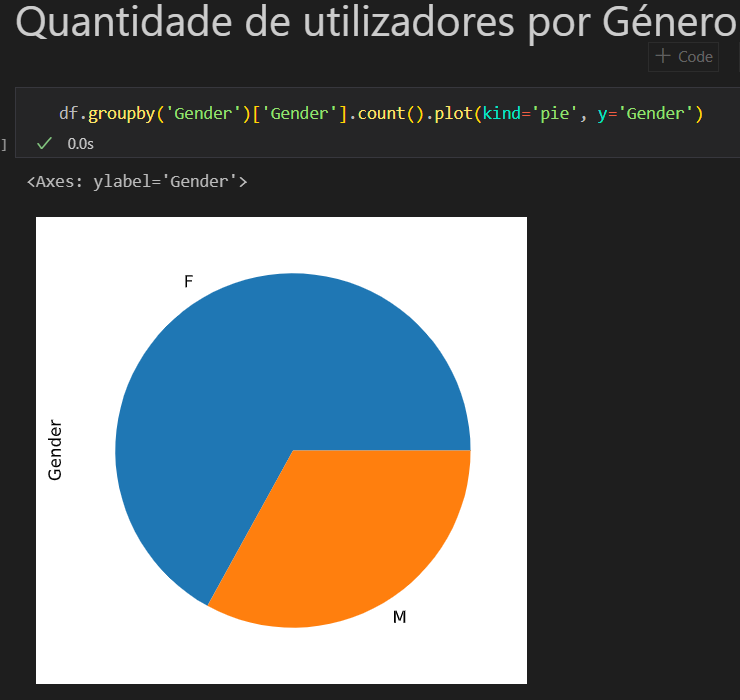 Quantidade de utilizadores por Género
+ Code
df.groupby('Gender')['Gender'].count().plot(kind='pie', y='Gender')
]
0.0s
<Axes: ylabel='Gender'>
F
Gender
M